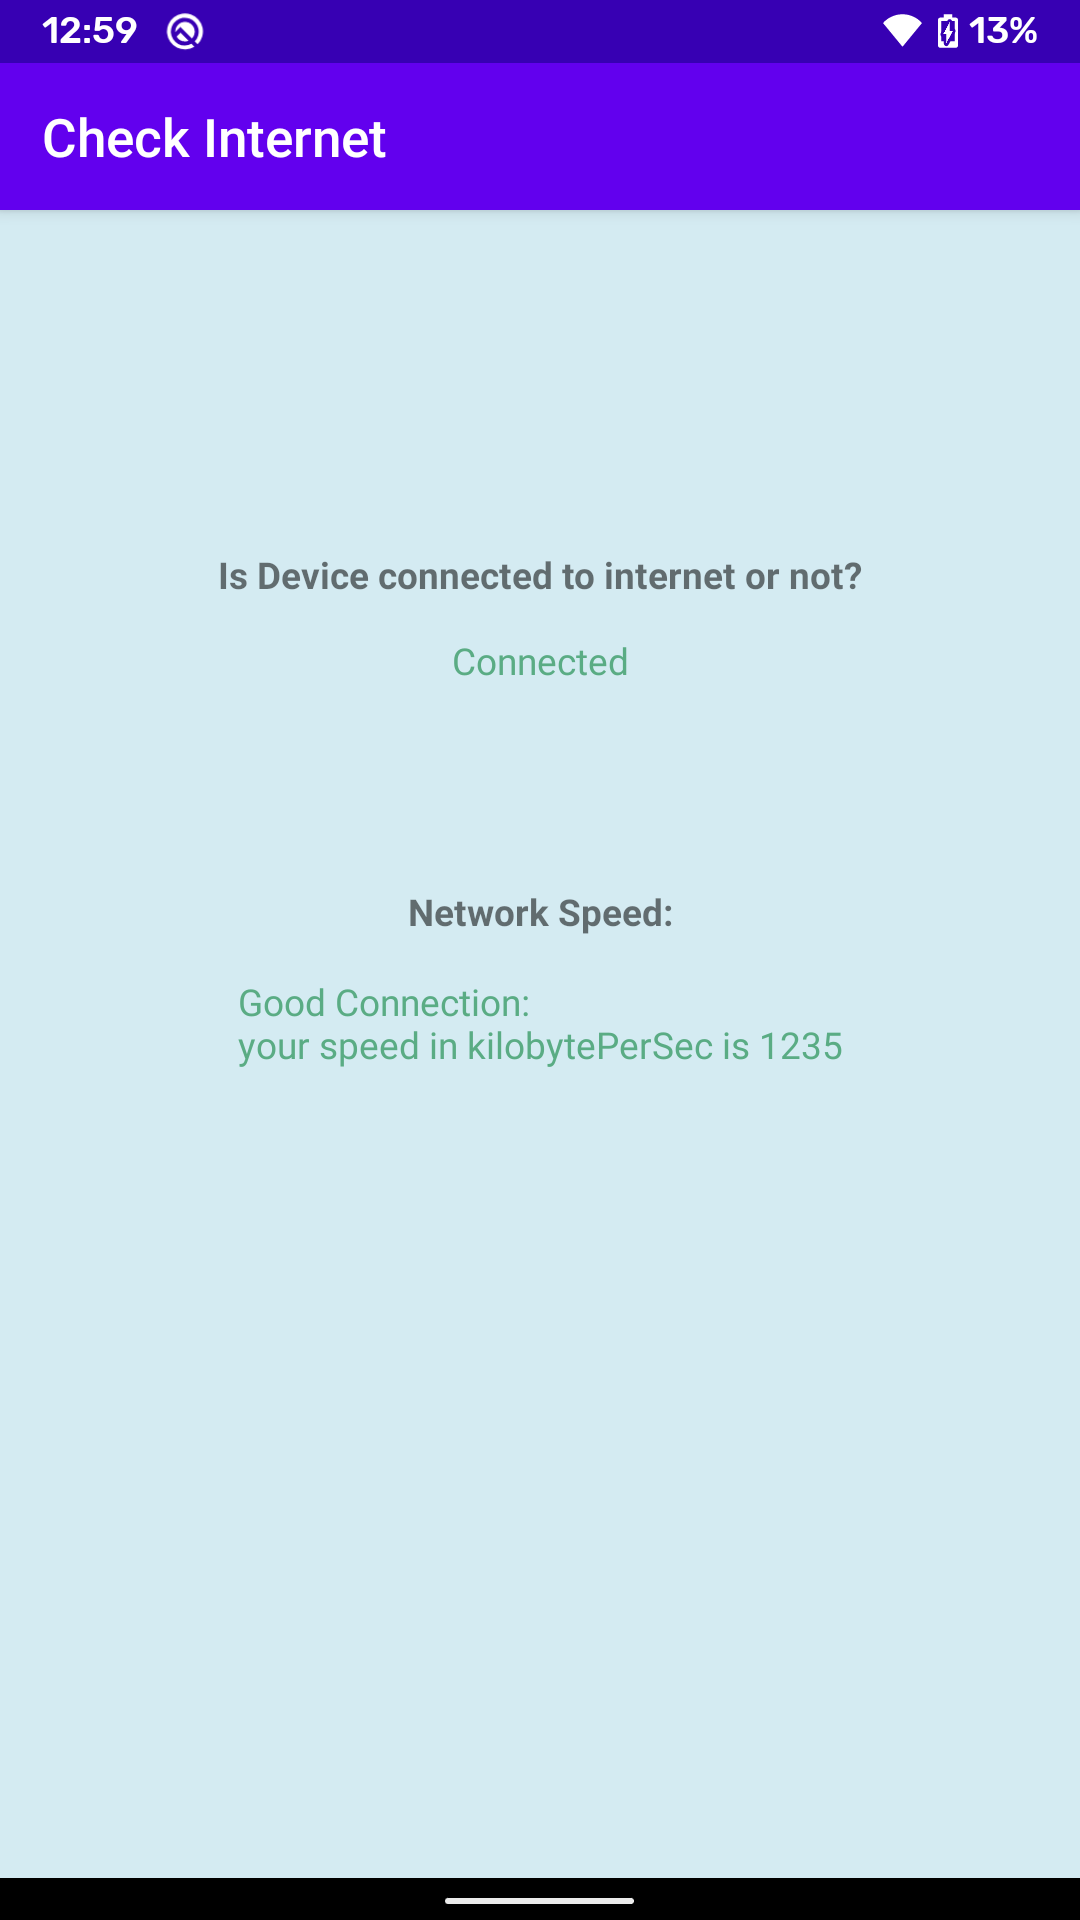 12:59
13%
Check Internet
Is Device connected to internet or not?
Connected
Network Speed:
Good Connection:
your speed in kilobytePerSec is 1235